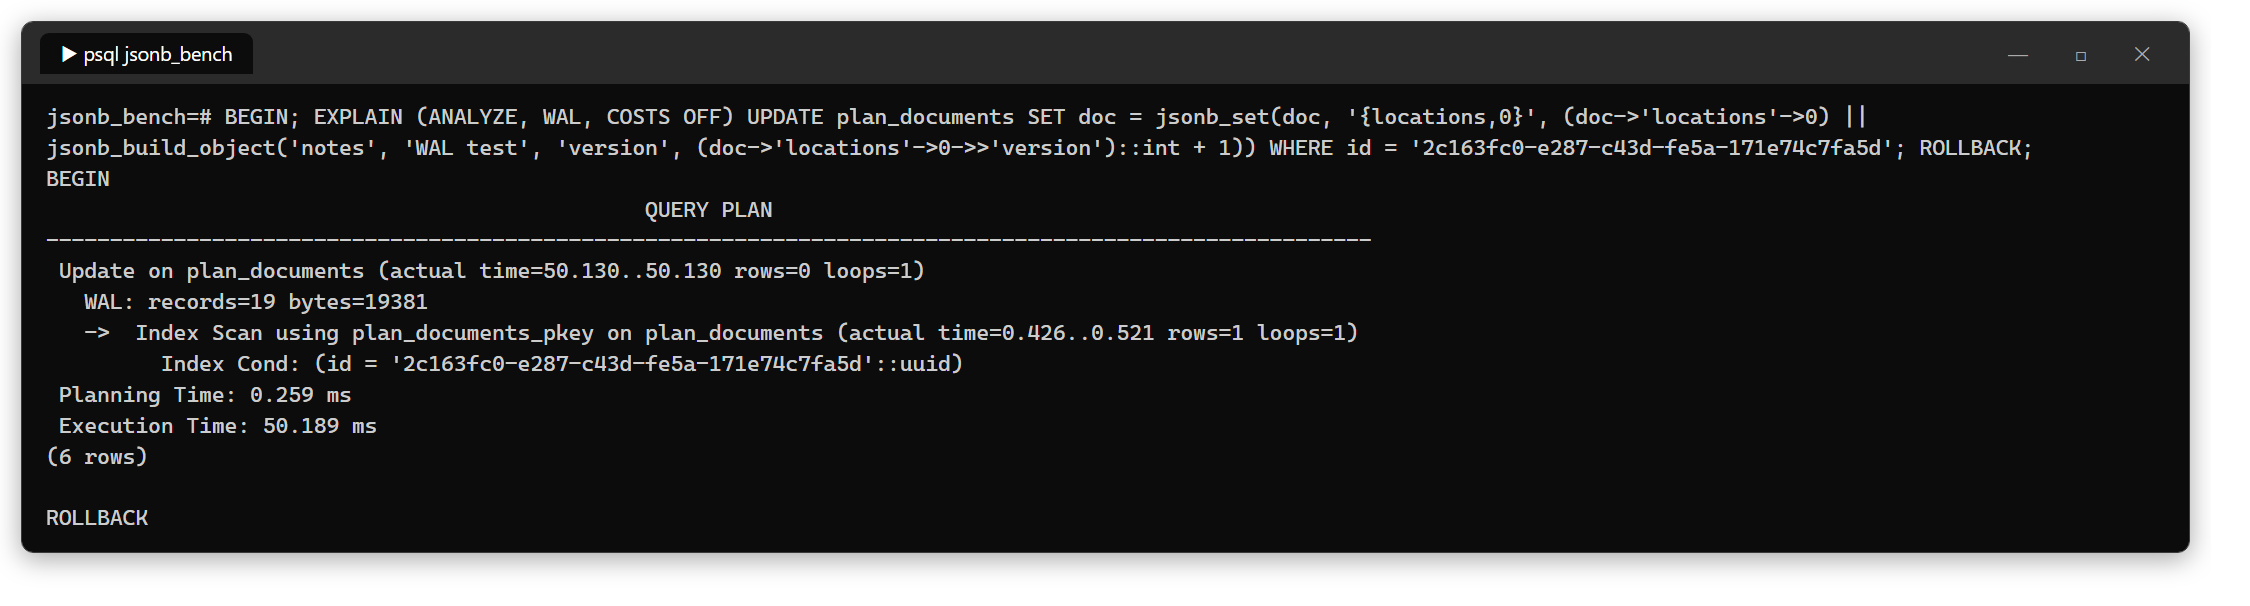 ▶ psql jsonb_bench
jsonb_bench=# BEGIN; EXPLAIN (ANALYZE, WAL, COSTS OFF) UPDATE plan_documents SET doc = jsonb_set(doc, '{locations,0}', (doc->'locations'->0) ||
jsonb_build_object('notes', 'WAL test', 'version', (doc->'locations'->0->>'version')::int + 1)) WHERE id = '2c163fc0-e287-c43d-fe5a-171e74c7fa5d'; ROLLBACK;
BEGIN
QUERY PLAN
--------------------------------------------------------------------------------------------------------
Update on plan_documents (actual time=50.130..50.130 rows=0 loops=1)
WAL: records=19 bytes=19381
->  Index Scan using plan_documents_pkey on plan_documents (actual time=0.426..0.521 rows=1 loops=1)
Index Cond: (id = '2c163fc0-e287-c43d-fe5a-171e74c7fa5d'::uuid)
Planning Time: 0.259 ms
Execution Time: 50.189 ms
(6 rows)
ROLLBACK